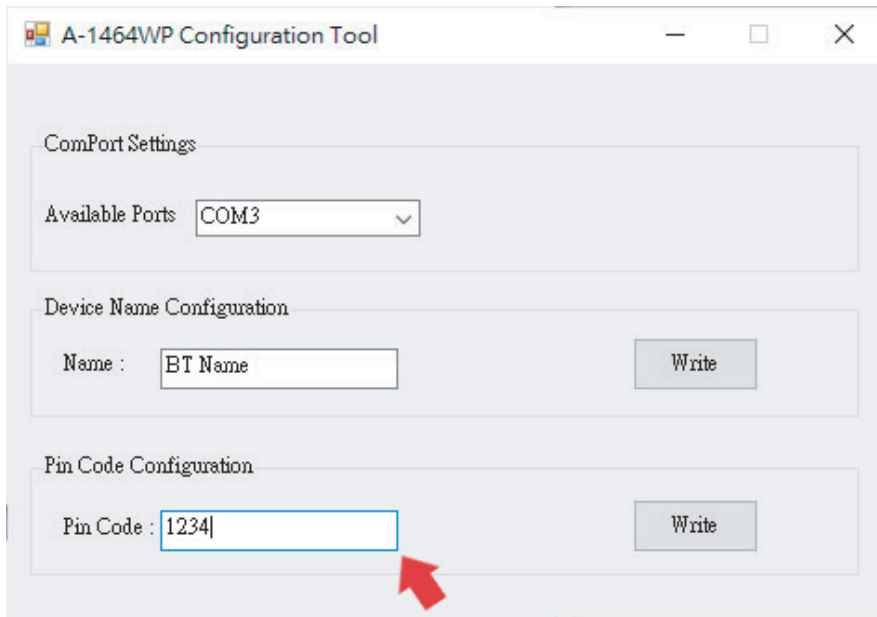 A-1464WP Configuration Tool
ComPort Settings
Available Ports COM3
Device Name Configuration
Name : BT Name Write
Pin Code Configuration
Pin Code : 1234 Write